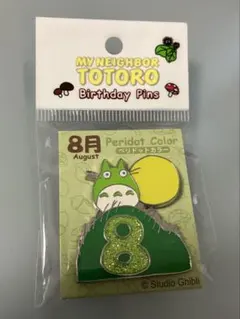 MY NEIGHBOR
TOTORO
Birthday Pins
8月
August
Peridot Color
ペリドットカラー
8
© Studio Ghibli